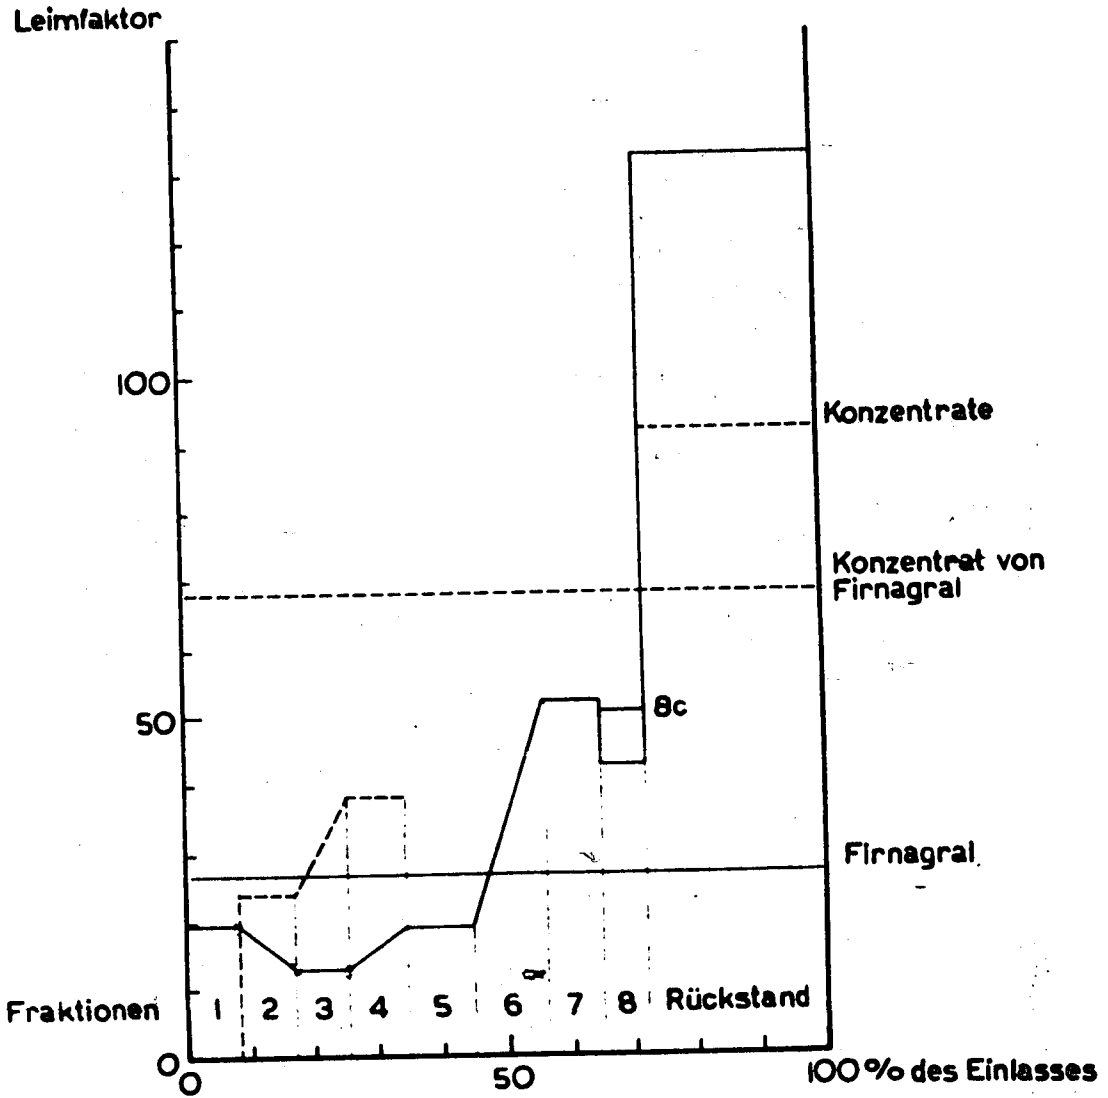 Leimfaktor
100
Konzentrate
Konzentrat von
Firnagral
50
8c
Firnagral
Fraktionen 1 2 3 4 5 6 7 8 Rückstand
0
0 50 100 % des Einlasses